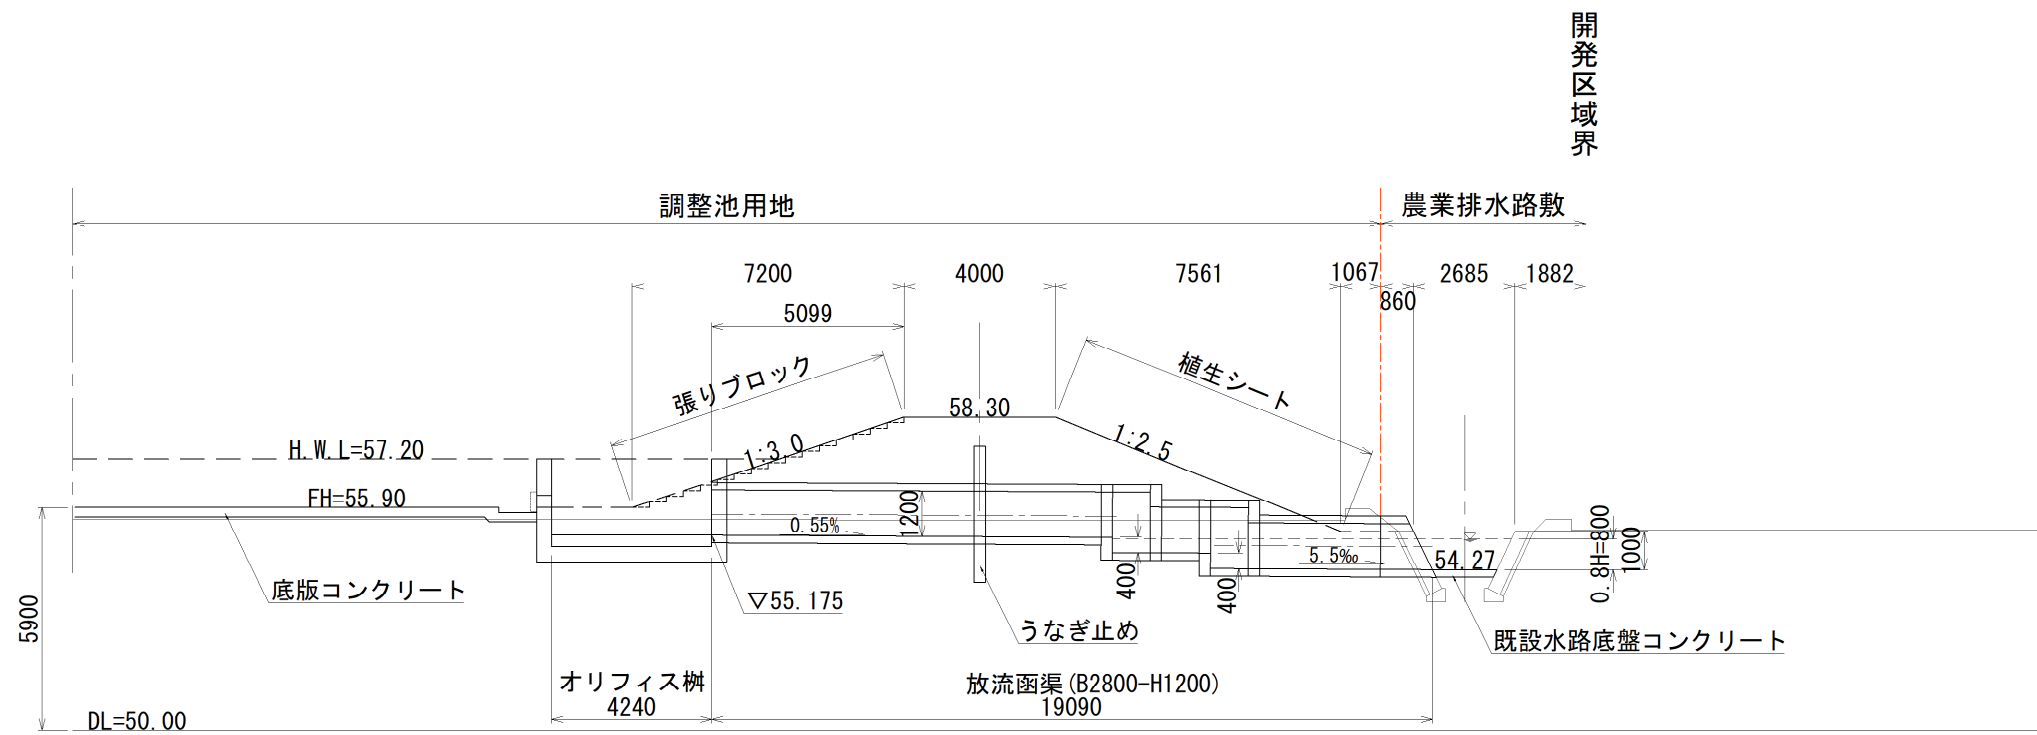 開発区域界
調整池用地
農業排水路敷
7200
4000
7561
1067
2685
1882
860
5099
張りブロック
植生シート
58.30
1:3.0
1:2.5
H.W.L=57.20
FH=55.90
1200
0.55%
5.5‰
54.27
0.8H=800
1000
400
400
底版コンクリート
▽55.175
うなぎ止め
既設水路底盤コンクリート
5900
オリフィス桝
4240
放流函渠(B2800-H1200)
19090
DL=50.00